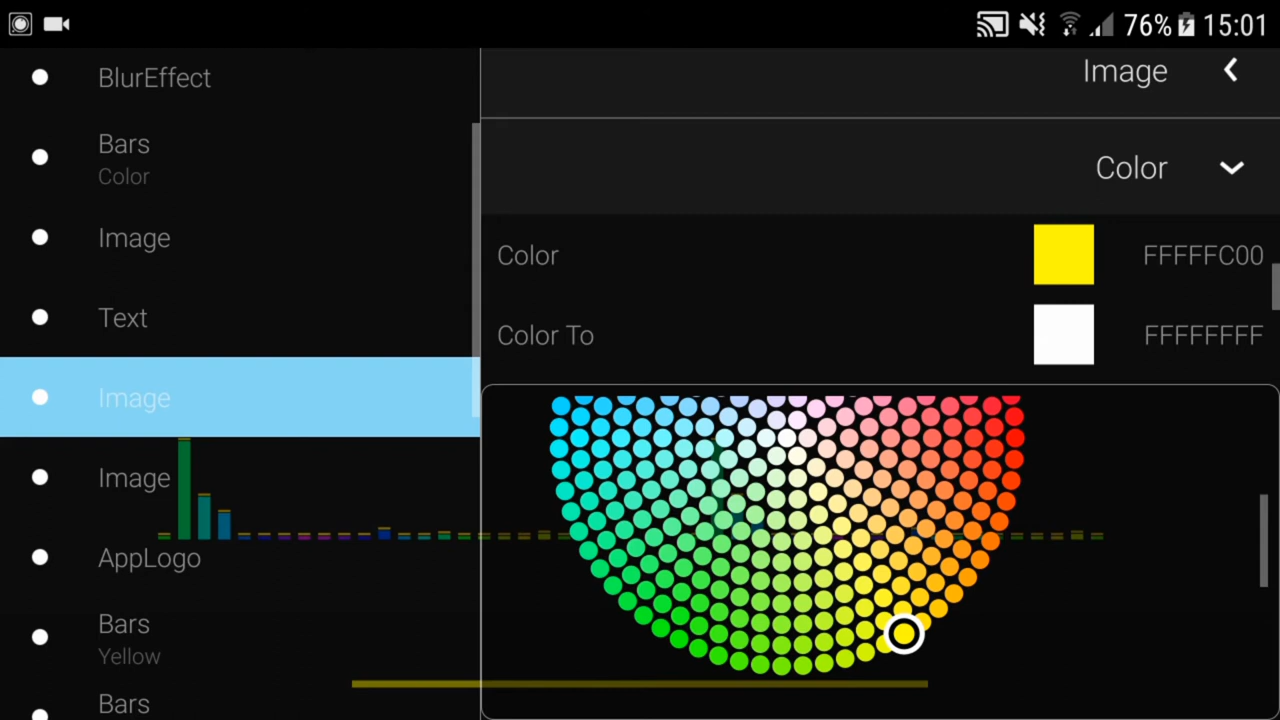 76% 15:01
BlurEffect
Bars
Color
Image
Text
Image
Image
AppLogo
Bars
Yellow
Bars
Image
Color
Color FFFFFC00
Color To FFFFFFFF